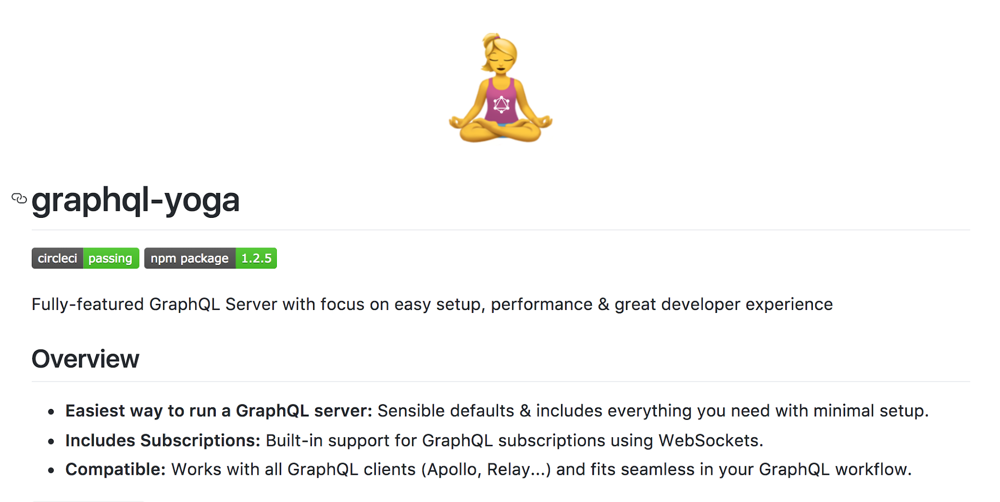 graphql-yoga
circleci passing npm package 1.2.5
Fully-featured GraphQL Server with focus on easy setup, performance & great developer experience
Overview
• Easiest way to run a GraphQL server: Sensible defaults & includes everything you need with minimal setup.
• Includes Subscriptions: Built-in support for GraphQL subscriptions using WebSockets.
• Compatible: Works with all GraphQL clients (Apollo, Relay...) and fits seamless in your GraphQL workflow.